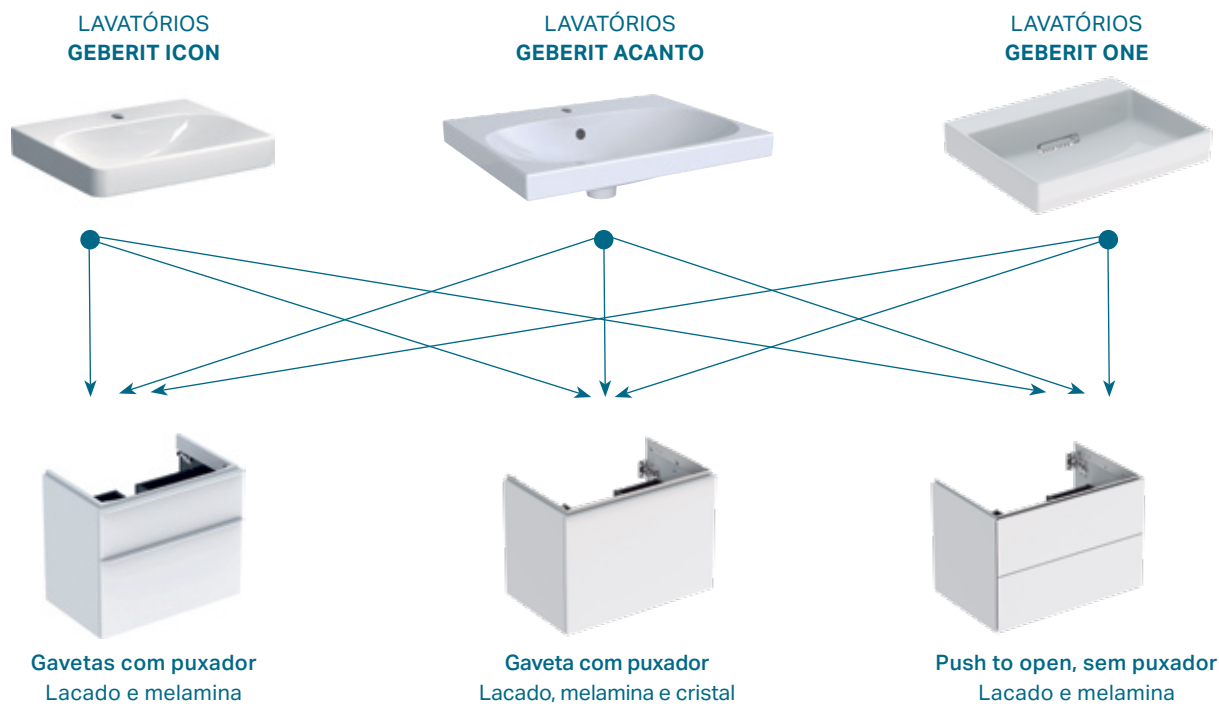 LAVATÓRIOS
GEBERIT ICON
LAVATÓRIOS
GEBERIT ACANTO
LAVATÓRIOS
GEBERIT ONE
Gavetas com puxador
Lacado e melamina
Gaveta com puxador
Lacado, melamina e cristal
Push to open, sem puxador
Lacado e melamina